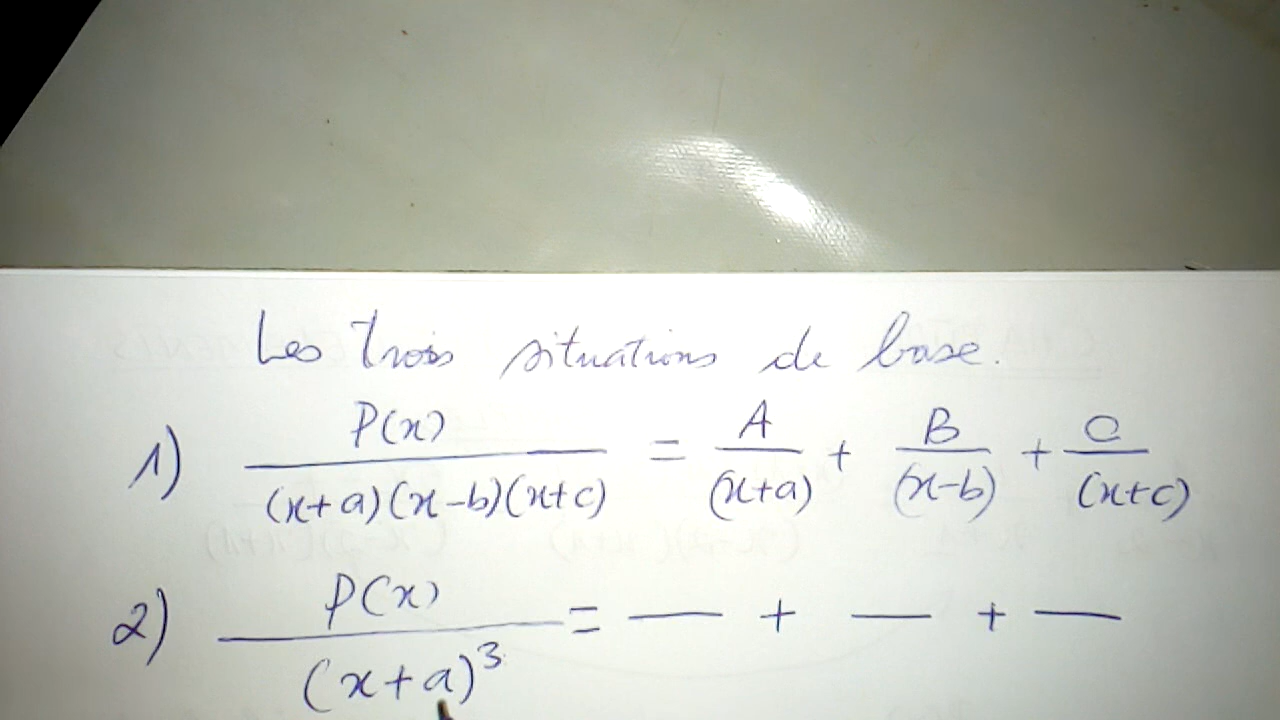 Les trois situations de base.
1) P(x) / (x+a)(x-b)(x+c) = A / (x+a) + B / (x-b) + C / (x+c)
2) P(x) / (x+a)³ = — + — + —